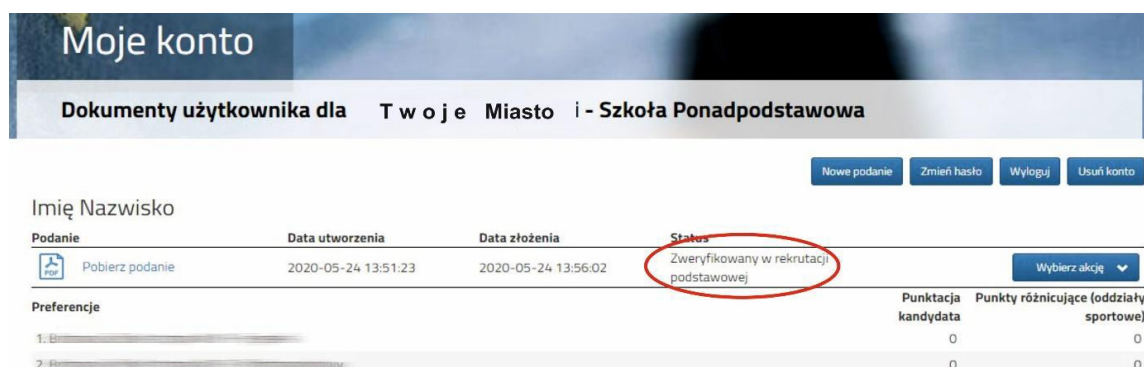 Moje konto
Dokumenty użytkownika dla T w o j e Miasto i - Szkoła Ponadpodstawowa
Nowe podanie Zmień hasło Wyloguj Usuń konto
Imię Nazwisko
Podanie Data utworzenia Data złożenia Status
PDF Pobierz podanie 2020-05-24 13:51:23 2020-05-24 13:56:02 Zweryfikowany w rekrutacji podstawowej Wybierz akcję
Preferencje Punktacja kandydata Punkty różnicujące (oddziały sportowe)
1. 0 0
2. 0 0